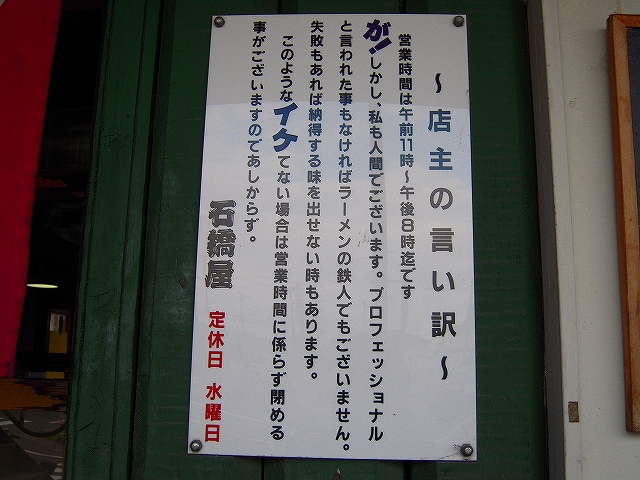 ～店主の言い訳～
営業時間は午前11時～午後8時迄です
が！しかし、私も人間でございます。プロフェッショナル
と言われた事もなければラーメンの鉄人でもございません。
失敗もあれば納得する味を出せない時もあります。
このようなイケてない場合は営業時間に係らず閉める
事がございますのであしからず。
石橋屋
定休日 水曜日